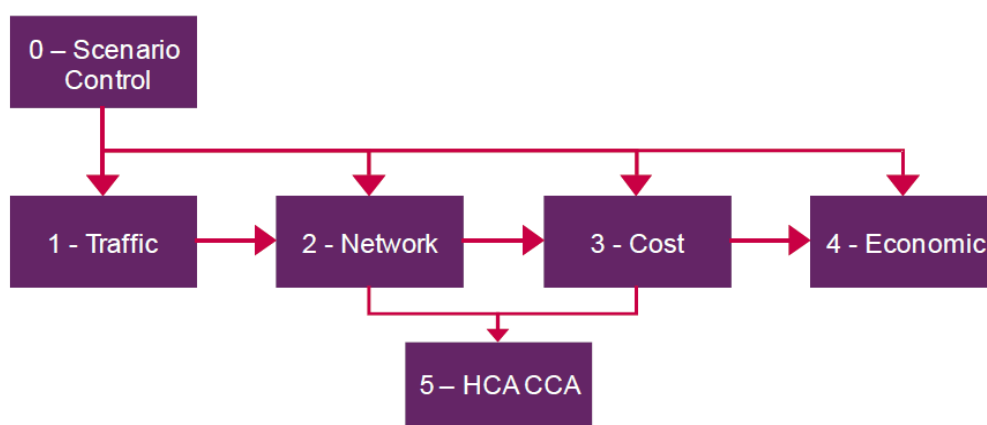 0 – Scenario
Control
1 - Traffic
2 - Network
3 - Cost
4 - Economic
5 – HCA CCA